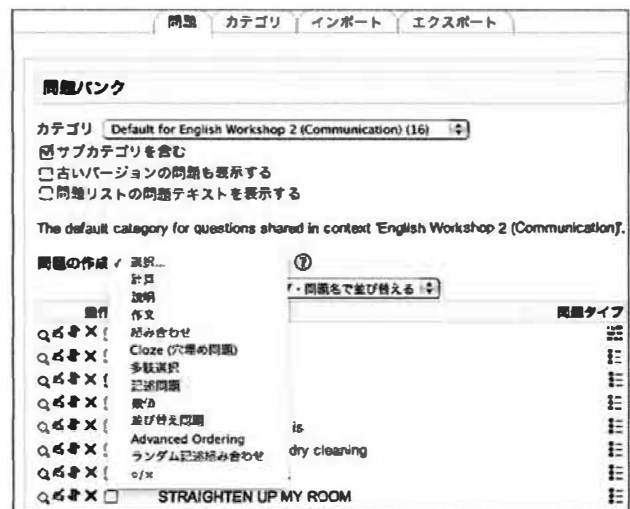 問題 カテゴリ インポート エクスポート
問題バンク
カテゴリ Default for English Workshop 2 (Communication) (16)
サブカテゴリを含む
古いバージョンの問題も表示する
問題リストの問題テキストを表示する
The default category for questions shared in context 'English Workshop 2 (Communication)'.
問題の作成 ✓ 選択...
計算
・問題名で並び替える
説明
問題タイプ
作文
組み合わせ
Cloze (穴埋め問題)
多肢選択
記述問題
数値
並び替え問題
is
Advanced Ordering
dry cleaning
ランダム記述組み合わせ
○/×
STRAIGHTEN UP MY ROOM